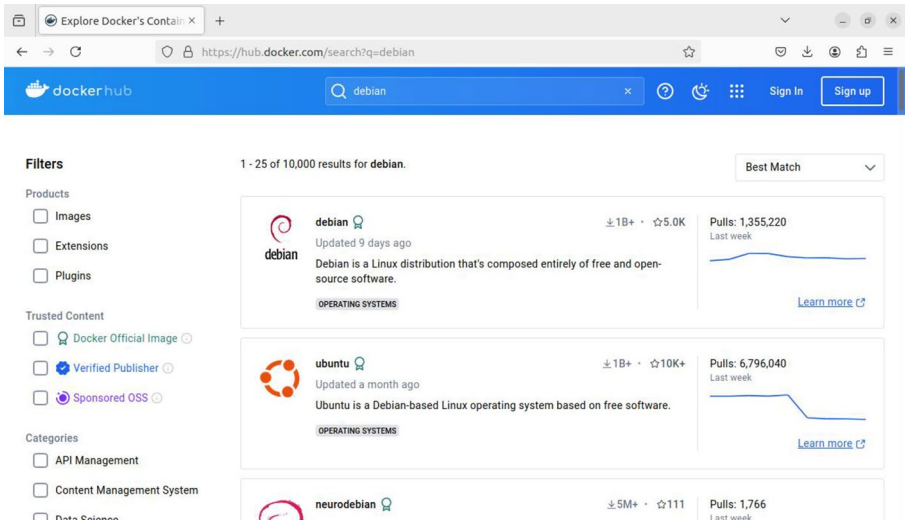 Explore Docker's Contain
https://hub.docker.com/search?q=debian
dockerhub
debian
Sign In
Sign up
Filters
1 - 25 of 10,000 results for debian.
Best Match
Products
Images
Extensions
Plugins
Trusted Content
Docker Official Image
Verified Publisher
Sponsored OSS
Categories
API Management
Content Management System
Data Science
debian
debian
1B+ · 5.0K
Updated 9 days ago
Debian is a Linux distribution that's composed entirely of free and open-
source software.
OPERATING SYSTEMS
Pulls: 1,355,220
Last week
Learn more
ubuntu
1B+ · 10K+
Updated a month ago
Ubuntu is a Debian-based Linux operating system based on free software.
OPERATING SYSTEMS
Pulls: 6,796,040
Last week
Learn more
neurodebian
5M+ · 111
Pulls: 1,766
Last week